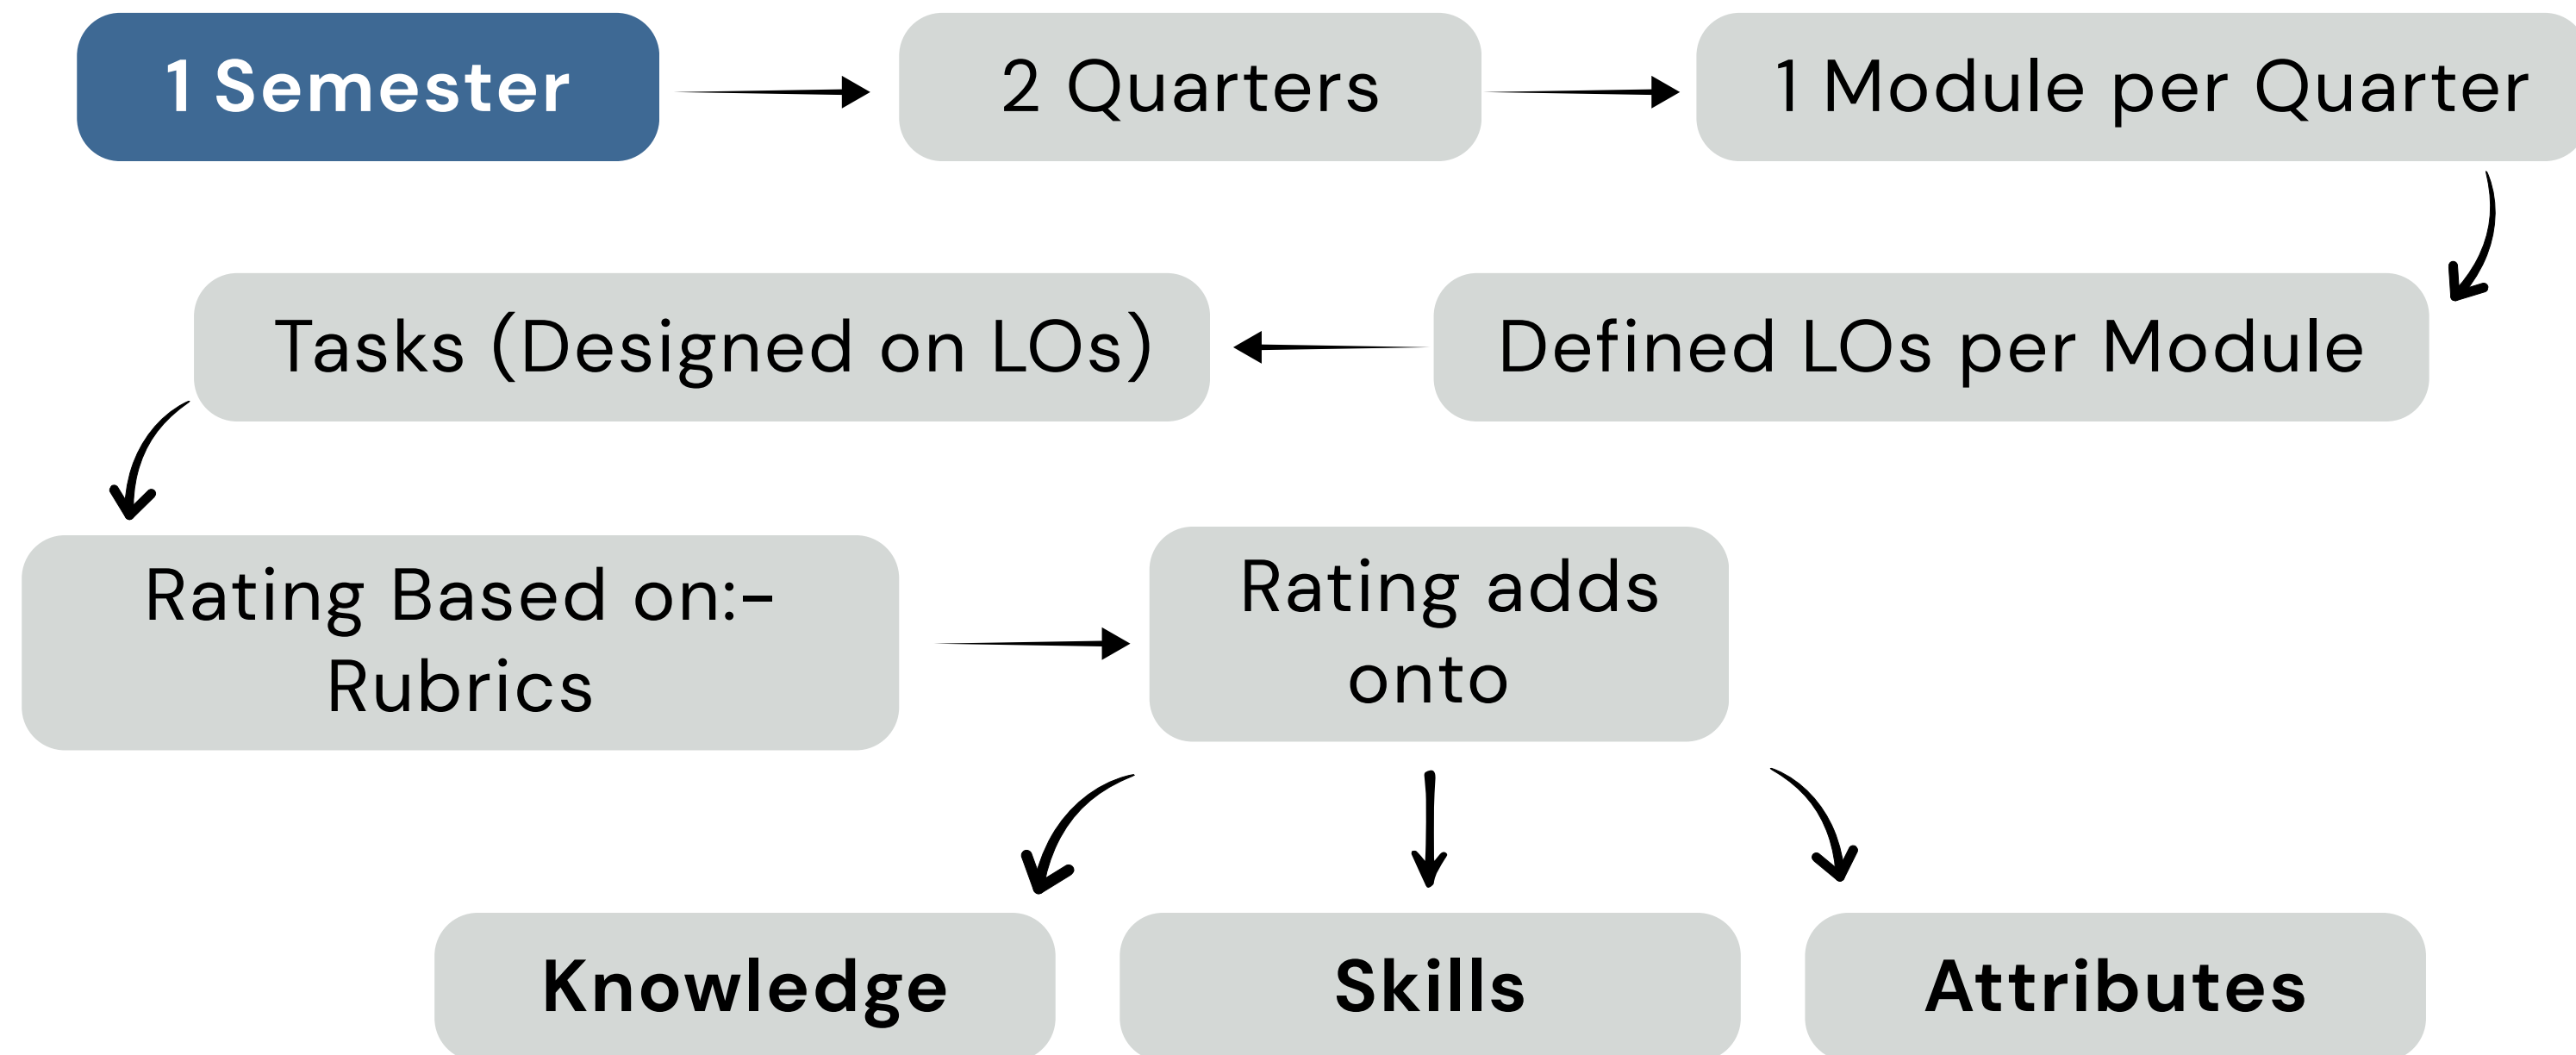 1 Semester
2 Quarters
1 Module per Quarter
Defined LOs per Module
Tasks (Designed on LOs)
Rating Based on:-
Rubrics
Rating adds
onto
Knowledge
Skills
Attributes